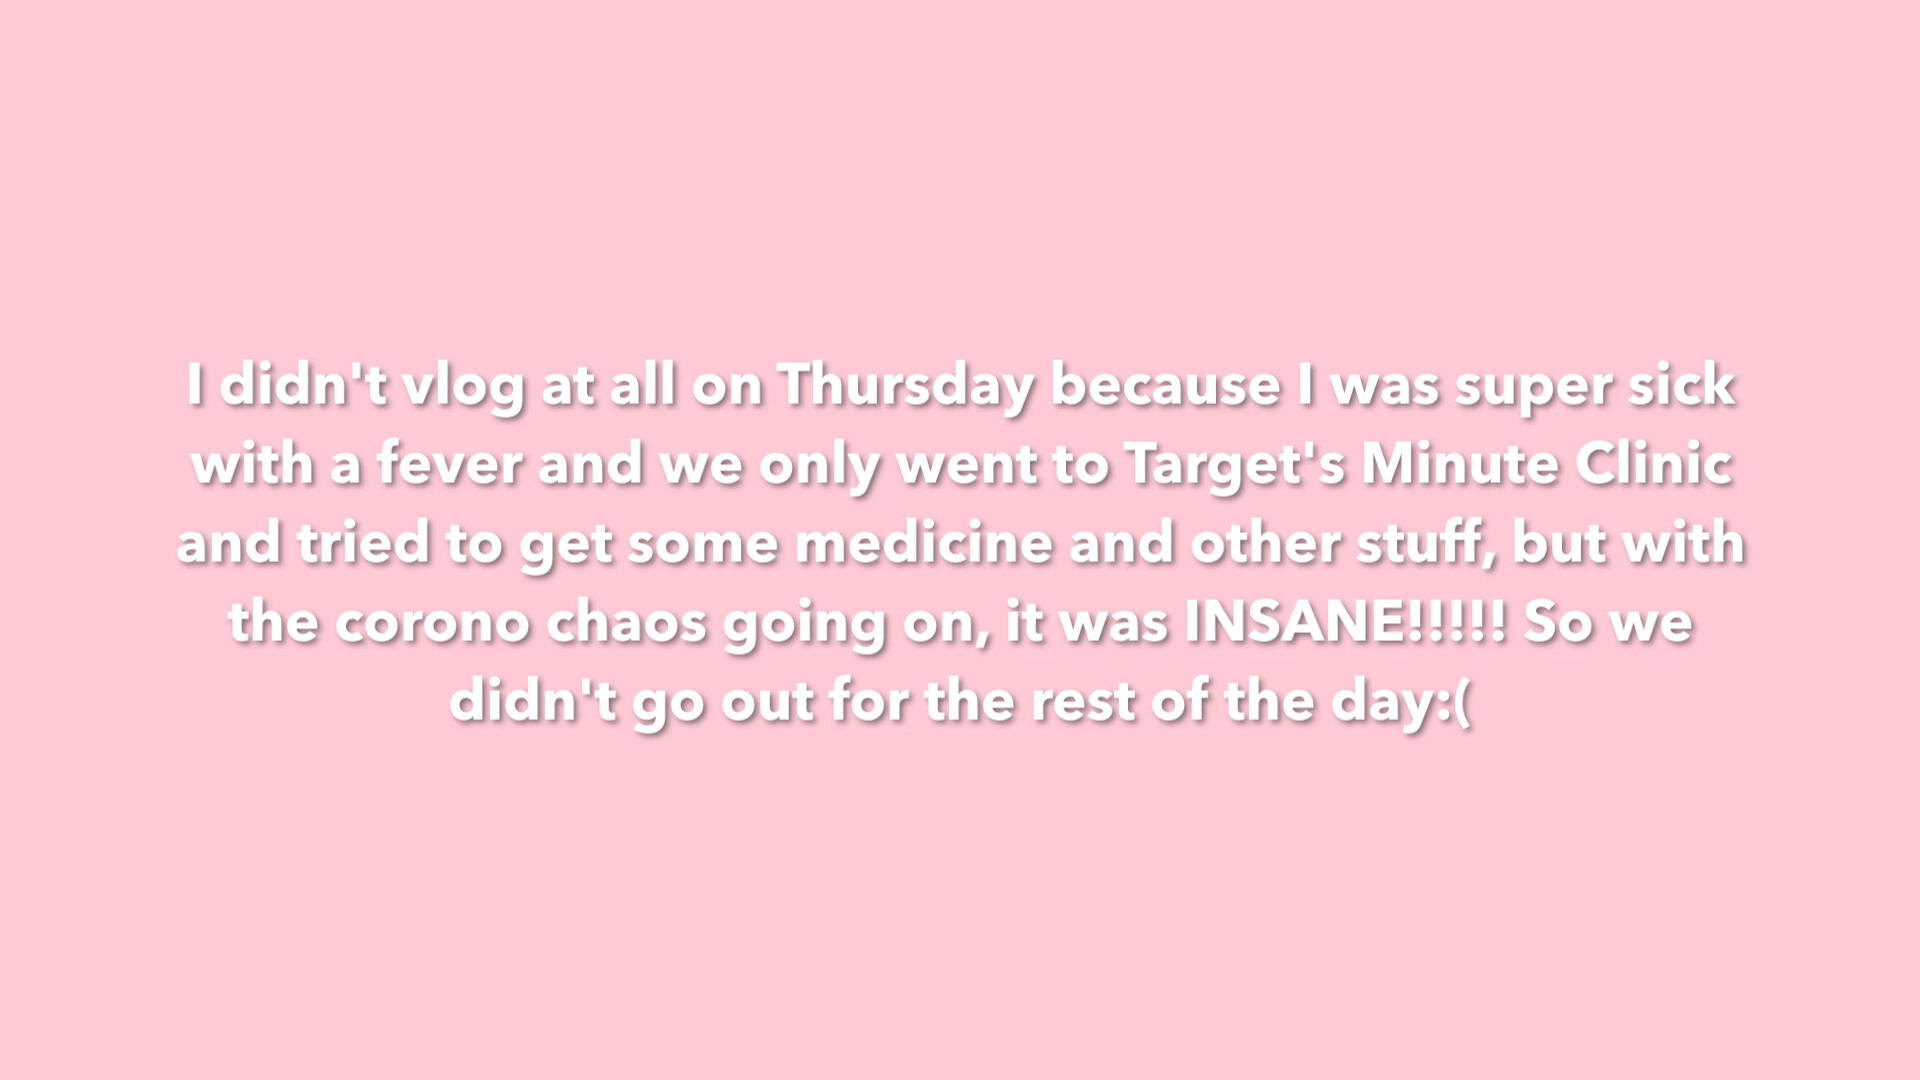 I didn't vlog at all on Thursday because I was super sick
with a fever and we only went to Target's Minute Clinic
and tried to get some medicine and other stuff, but with
the corono chaos going on, it was INSANE!!!!! So we
didn't go out for the rest of the day:(